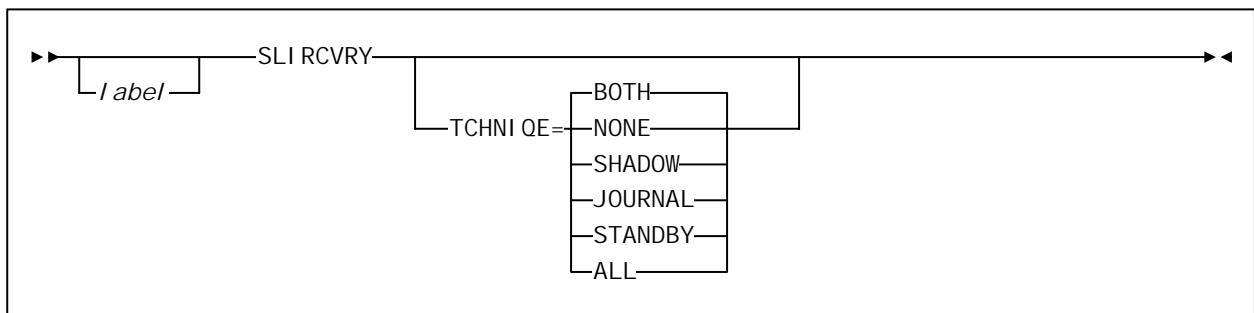 SLIRCVRY
label
BOTH
TCHNIQE=NONE
SHADOW
JOURNAL
STANDBY
ALL